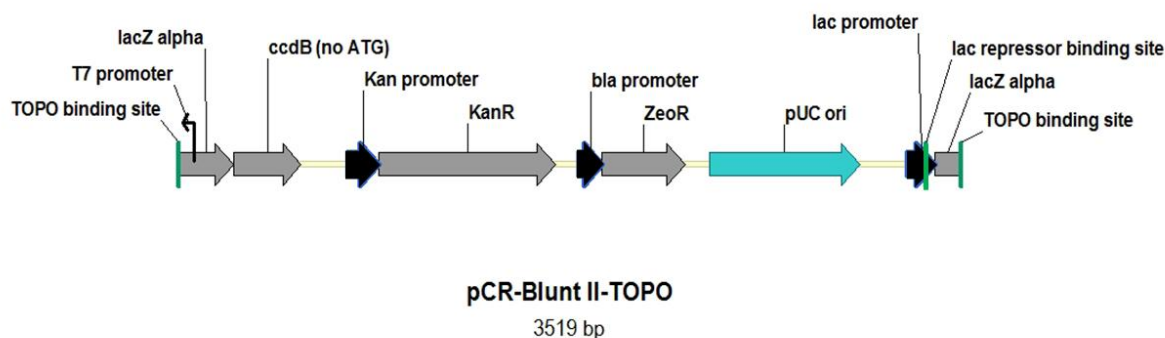 lac promoter
lacZ alpha
ccdB (no ATG)
lac repressor binding site
T7 promoter
Kan promoter
bla promoter
lacZ alpha
TOPO binding site
KanR
ZeoR
pUC ori
TOPO binding site
pCR-Blunt II-TOPO
3519 bp